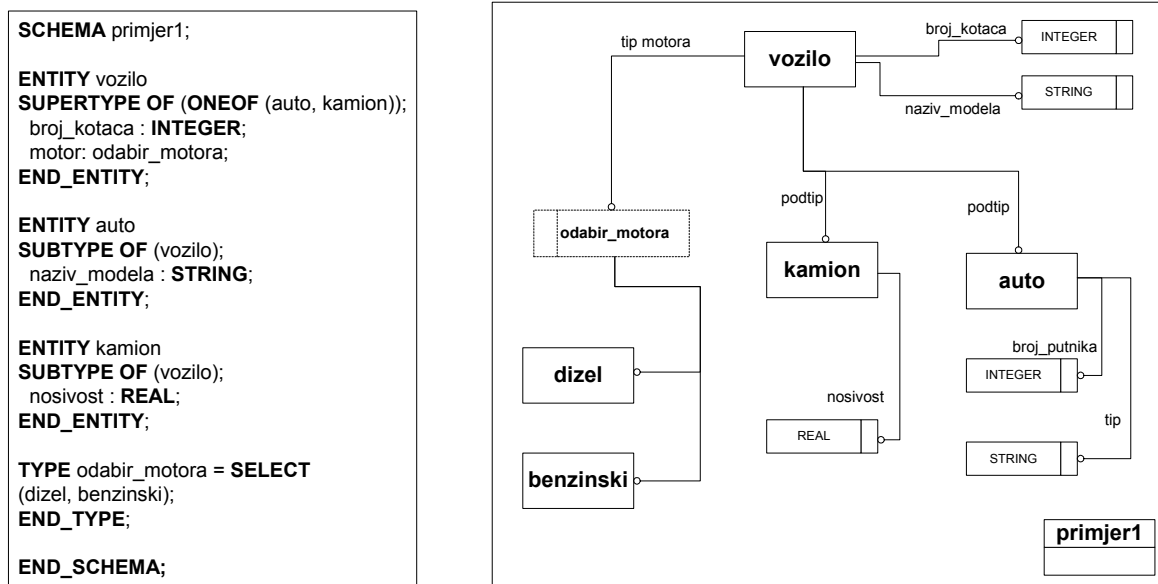 SCHEMA primjer1;
ENTITY vozilo
SUPERTYPE OF (ONEOF (auto, kamion));
broj_kotaca : INTEGER;
motor: odabir_motora;
END_ENTITY;
ENTITY auto
SUBTYPE OF (vozilo);
naziv_modela : STRING;
END_ENTITY;
ENTITY kamion
SUBTYPE OF (vozilo);
nosivost : REAL;
END_ENTITY;
TYPE odabir_motora = SELECT
(dizel, benzinski);
END_TYPE;
END_SCHEMA;
tip motora
vozilo
broj_kotaca
INTEGER
STRING
naziv_modela
podtip
podtip
odabir_motora
kamion
auto
broj_putnika
INTEGER
dizel
nosivost
tip
REAL
STRING
benzinski
primjer1